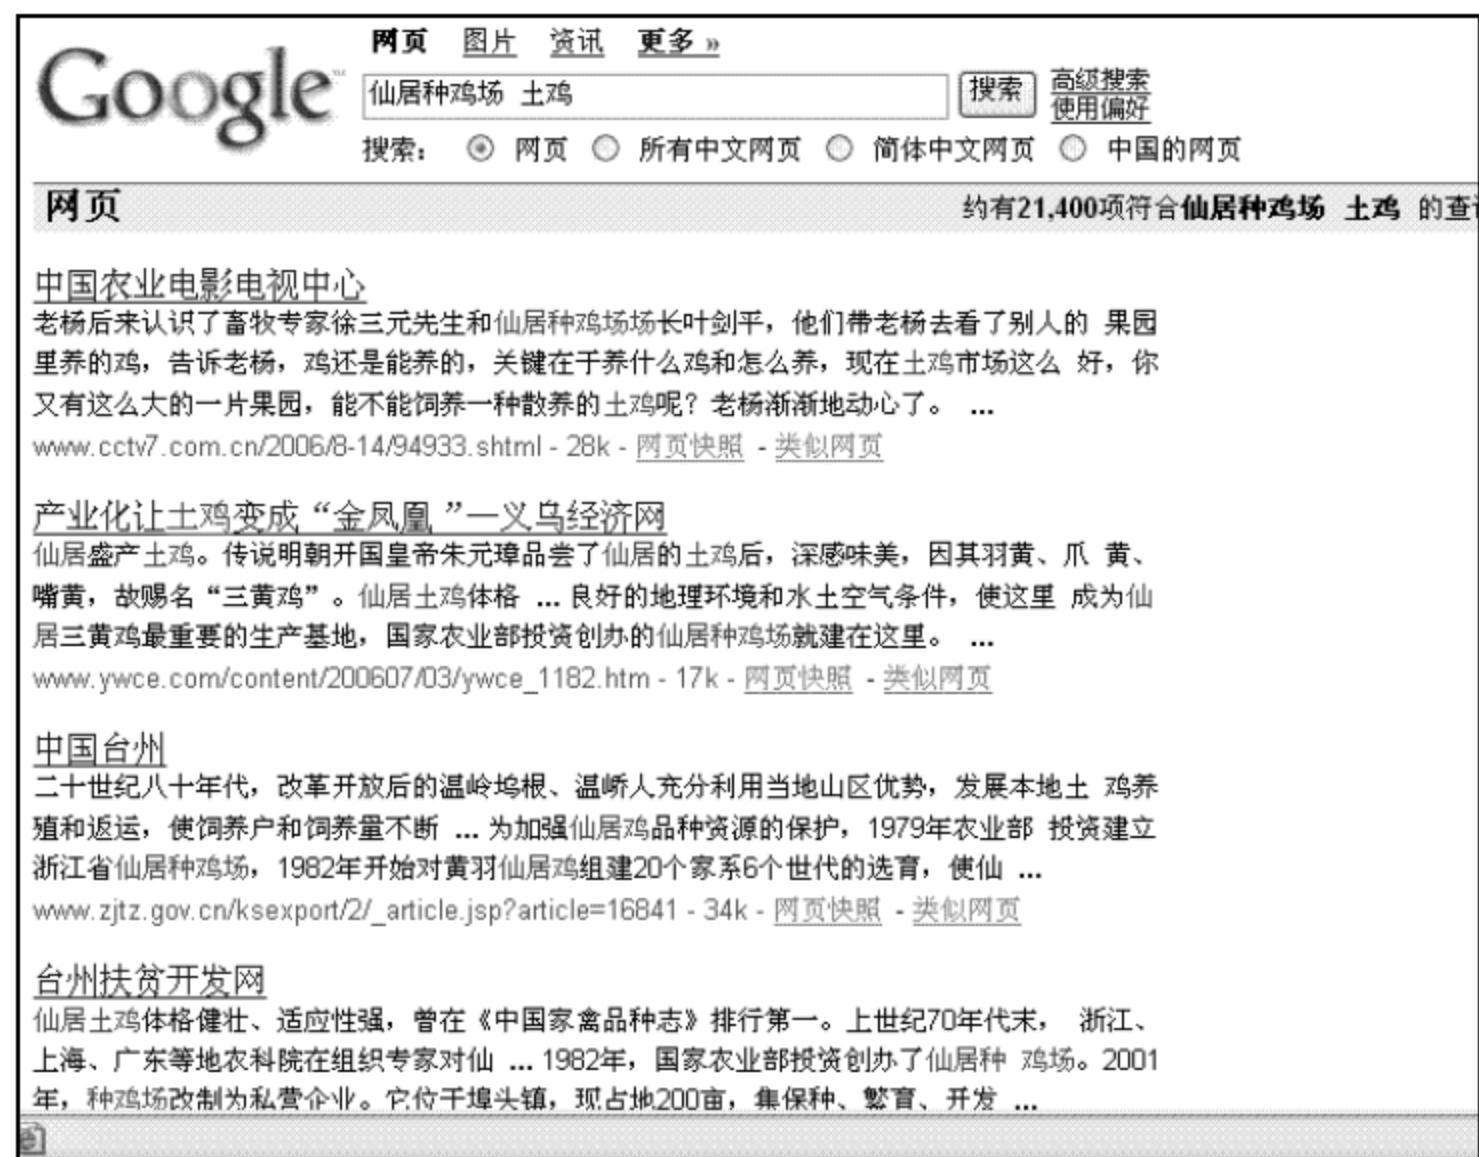 Google™
网页 图片 资讯 更多 »
仙居种鸡场 土鸡 搜索 高级搜索
使用偏好
搜索： 网页 所有中文网页 简体中文网页 中国的网页
网页 约有21,400项符合仙居种鸡场 土鸡 的查
中国农业电影电视中心
老杨后来认识了畜牧专家徐三元先生和仙居种鸡场场长叶剑平，他们带老杨去看了别人的 果园
里养的鸡，告诉老杨，鸡还是能养的，关键在于养什么鸡和怎么养，现在土鸡市场这么 好，你
又有这么大的一片果园，能不能饲养一种散养的土鸡呢？老杨渐渐地动心了。 ...
www.cctv7.com.cn/2006/8-14/94933.shtml - 28k - 网页快照 - 类似网页
产业化让土鸡变成“金凤凰”—义乌经济网
仙居盛产土鸡。传说明朝开国皇帝朱元璋品尝了仙居的土鸡后，深感味美，因其羽黄、爪 黄、
嘴黄，故赐名“三黄鸡”。仙居土鸡体格 ... 良好的地理环境和水土空气条件，使这里 成为仙
居三黄鸡最重要的生产基地，国家农业部投资创办的仙居种鸡场就建在这里。 ...
www.ywce.com/content/200607/03/ywce_1182.htm - 17k - 网页快照 - 类似网页
中国台州
二十世纪八十年代，改革开放后的温岭坞根、温峤人充分利用当地山区优势，发展本地土 鸡养
殖和返运，使饲养户和饲养量不断 ... 为加强仙居鸡品种资源的保护，1979年农业部 投资建立
浙江省仙居种鸡场，1982年开始对黄羽仙居鸡组建20个家系6个世代的选育，使仙 ...
www.zjtz.gov.cn/ksexport/2/_article.jsp?article=16841 - 34k - 网页快照 - 类似网页
台州扶贫开发网
仙居土鸡体格健壮、适应性强，曾在《中国家禽品种志》排行第一。上世纪70年代末， 浙江、
上海、广东等地农科院在组织专家对仙 ... 1982年，国家农业部投资创办了仙居种 鸡场。2001
年，种鸡场改制为私营企业。它位于埠头镇，现占地200亩，集保种、繁育、开发 ...